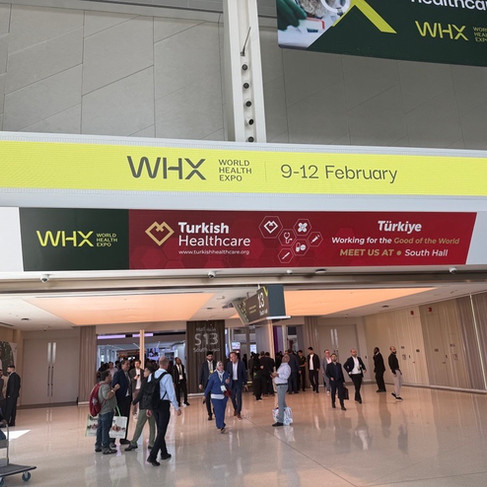 Healthcare
WHX WORLD
HEALTH
EXPO
WHX
WORLD
HEALTH
EXPO
9-12 February
WHX
WORLD
HEALTH
EXPO
Turkish
Healthcare
www.turkishhealthcare.org
Türkiye
Working for the Good of the World
MEET US AT South Hall
S13